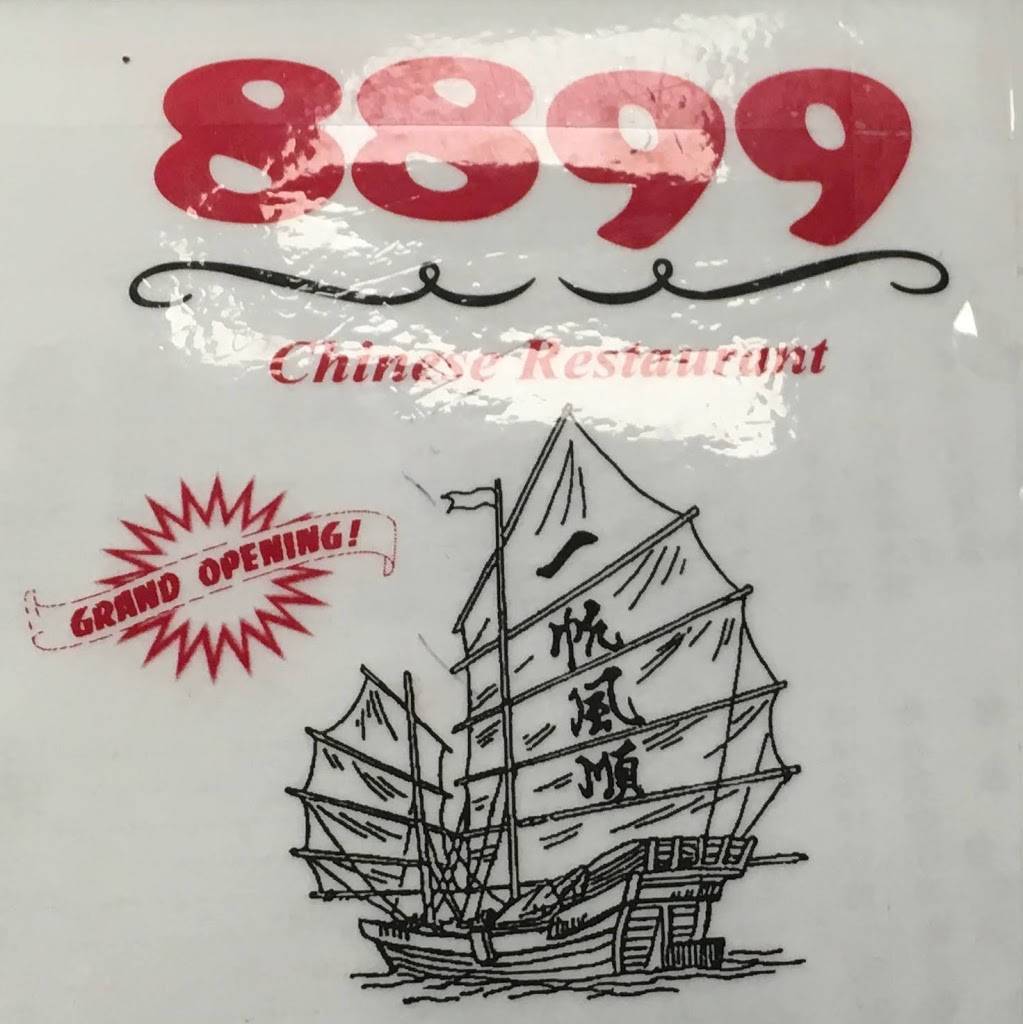 8899
Chinese Restaurant
GRAND OPENING!
一帆風順